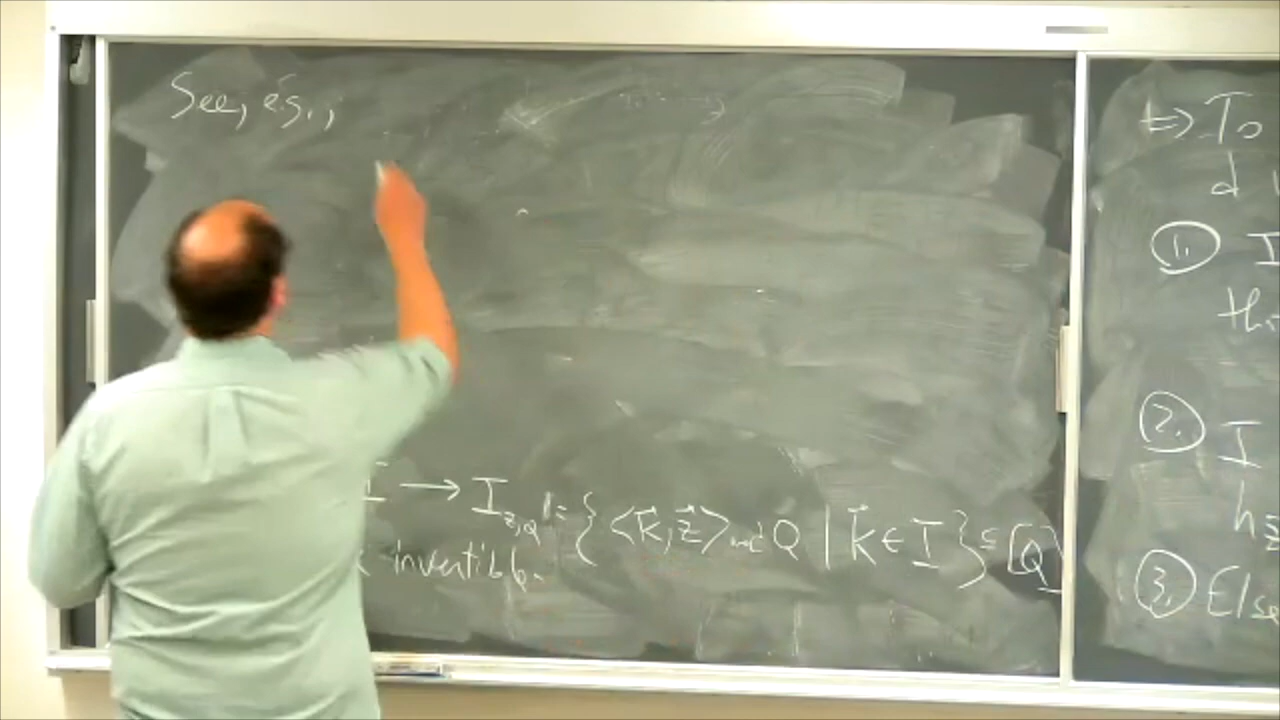 See, e.g.,
I → I_{z,Q} := { ⟨k⃗, z⃗⟩ mod Q | k⃗ ∈ I } ⊆ [Q]
invertible.
⇔ To
d
1. I
th
2. I
h
3. Else